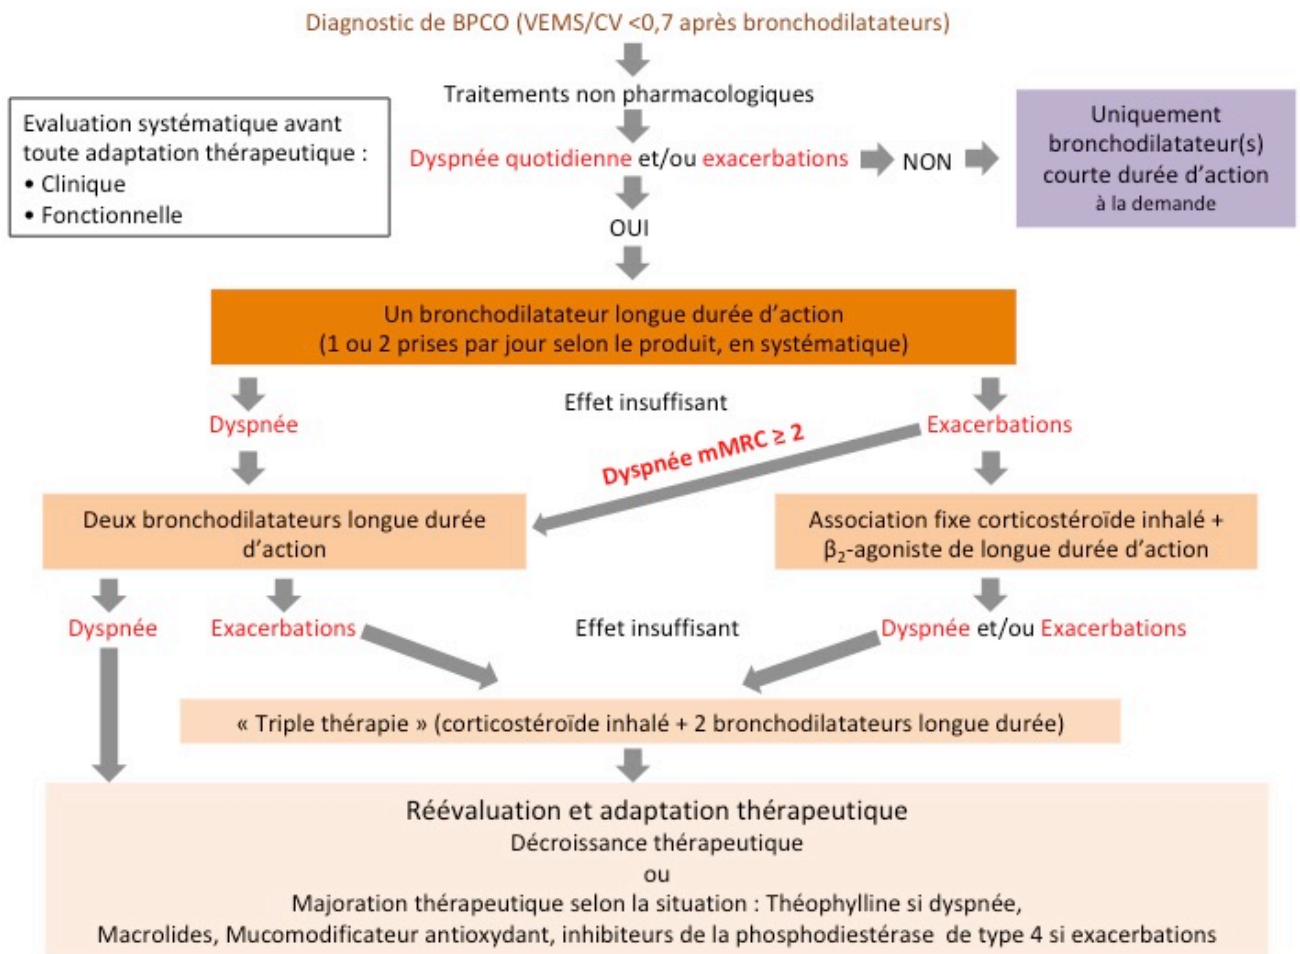 Diagnostic de BPCO (VEMS/CV <0,7 après bronchodilatateurs)
Traitements non pharmacologiques
Evaluation systématique avant
toute adaptation thérapeutique :
• Clinique
• Fonctionnelle
Dyspnée quotidienne et/ou exacerbations
NON
Uniquement
bronchodilatateur(s)
courte durée d'action
à la demande
OUI
Un bronchodilatateur longue durée d'action
(1 ou 2 prises par jour selon le produit, en systématique)
Effet insuffisant
Dyspnée
Exacerbations
Dyspnée mMRC ≥ 2
Deux bronchodilatateurs longue durée
d'action
Association fixe corticostéroïde inhalé +
β₂-agoniste de longue durée d'action
Dyspnée
Exacerbations
Effet insuffisant
Dyspnée et/ou Exacerbations
« Triple thérapie » (corticostéroïde inhalé + 2 bronchodilatateurs longue durée)
Réévaluation et adaptation thérapeutique
Décroissance thérapeutique
ou
Majoration thérapeutique selon la situation : Théophylline si dyspnée,
Macrolides, Mucomodificateur antioxydant, inhibiteurs de la phosphodiestérase de type 4 si exacerbations